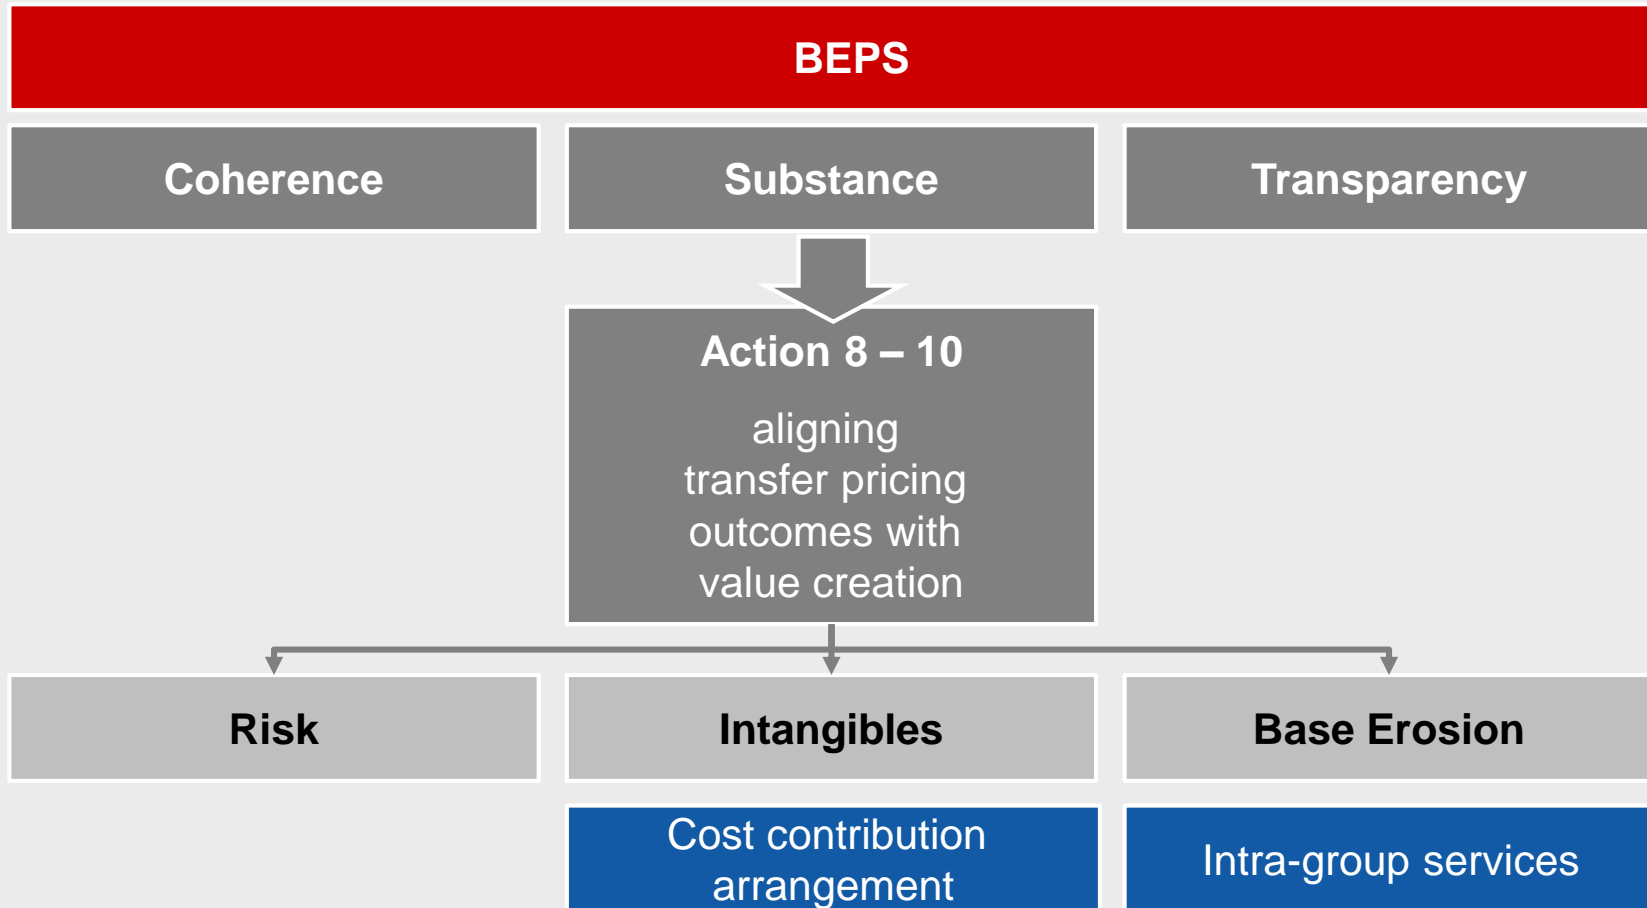 BEPS
Coherence
Substance
Transparency
Action 8 – 10
aligning
transfer pricing
outcomes with
value creation
Risk
Intangibles
Base Erosion
Cost contribution
arrangement
Intra-group services